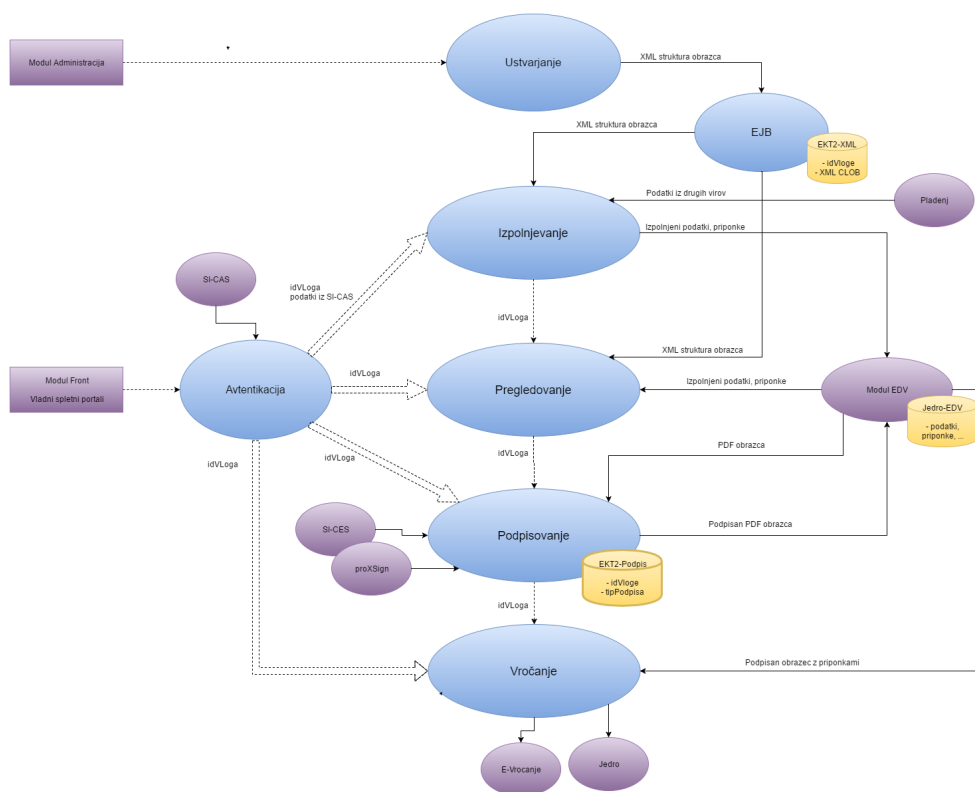 Modul Administracija
Ustvarjanje
XML struktura obrazca
XML struktura obrazca
EJB
EKT2-XML
- idVloge
- XML CLOB
Podatki iz drugih virov
Pladenj
Izpolnjevanje
Izpolnjeni podatki, priponke
SI-CAS
idVLoga
podatki iz SI-CAS
idVLoga
XML struktura obrazca
Modul Front
Vladni spletni portali
Avtentikacija
idVLoga
Pregledovanje
Izpolnjeni podatki, priponke
Modul EDV
Jedro-EDV
- podatki,
priponke, ...
idVLoga
idVLoga
idVLoga
PDF obrazca
SI-CES
proXSign
Podpisovanje
Podpisan PDF obrazca
EKT2-Podpis
- idVloge
- tipPodpisa
idVLoga
Vročanje
Podpisan obrazec z priponkami
E-Vrocanje
Jedro